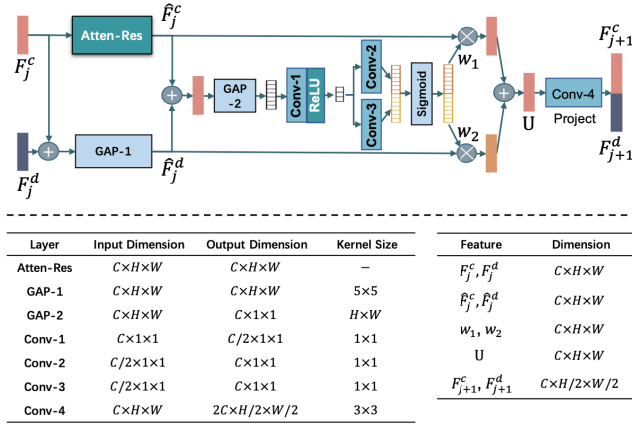 F_j^c
Atten-Res
F̂_j^c
GAP
-2
Conv-1
ReLU
Conv-2
Conv-3
Sigmoid
w₁
w₂
U
Conv-4
Project
F_{j+1}^c
F_{j+1}^d
F_j^d
GAP-1
F̂_j^d
Layer Input Dimension Output Dimension Kernel Size
Atten-Res C×H×W C×H×W –
GAP-1 C×H×W C×H×W 5×5
GAP-2 C×H×W C×1×1 H×W
Conv-1 C×1×1 C/2×1×1 1×1
Conv-2 C/2×1×1 C×1×1 1×1
Conv-3 C/2×1×1 C×1×1 1×1
Conv-4 C×H×W 2C×H/2×W/2 3×3
Feature Dimension
F_j^c, F_j^d C×H×W
F̂_j^c, F̂_j^d C×H×W
w₁, w₂ C×H×W
U C×H×W
F_{j+1}^c, F_{j+1}^d C×H/2×W/2